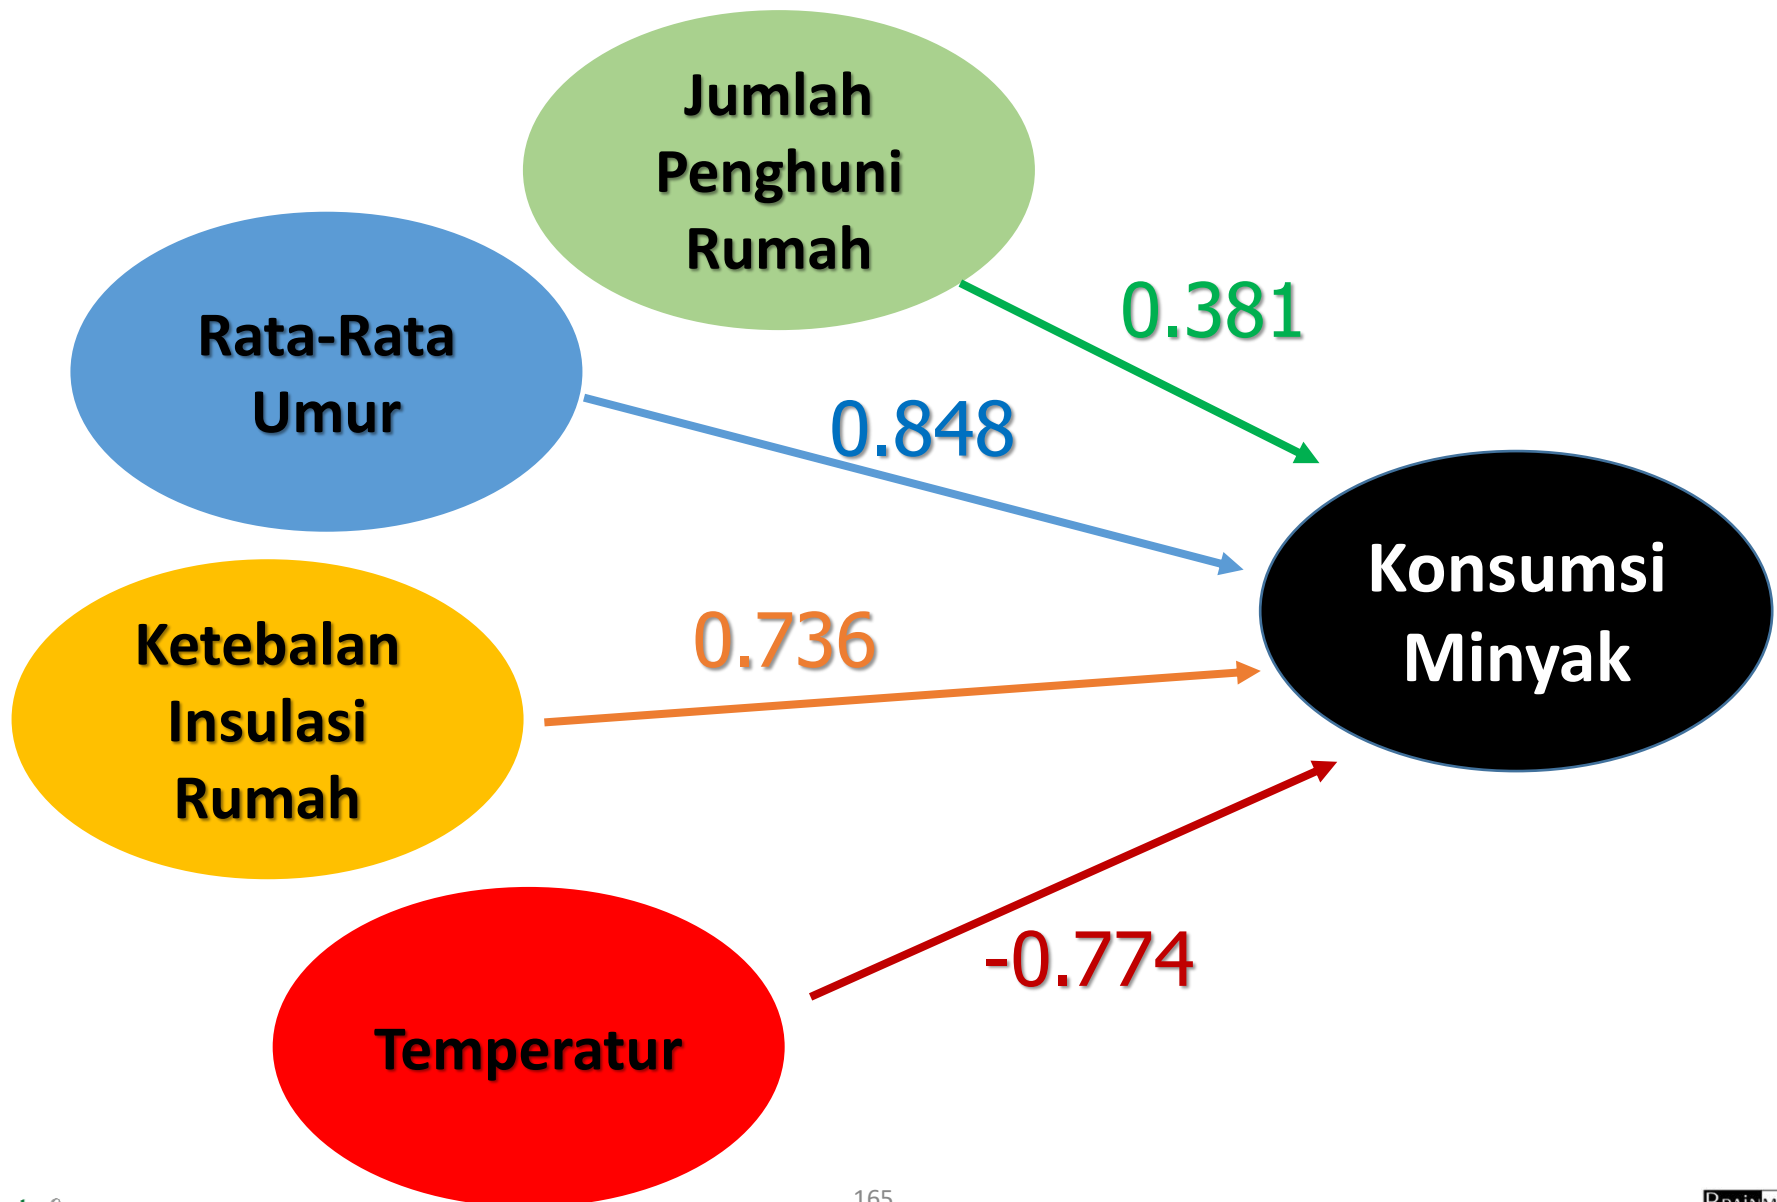 Jumlah
Penghuni
Rumah
0.381
Rata-Rata
Umur
0.848
Konsumsi
Minyak
Ketebalan
Insulasi
Rumah
0.736
-0.774
Temperatur
165